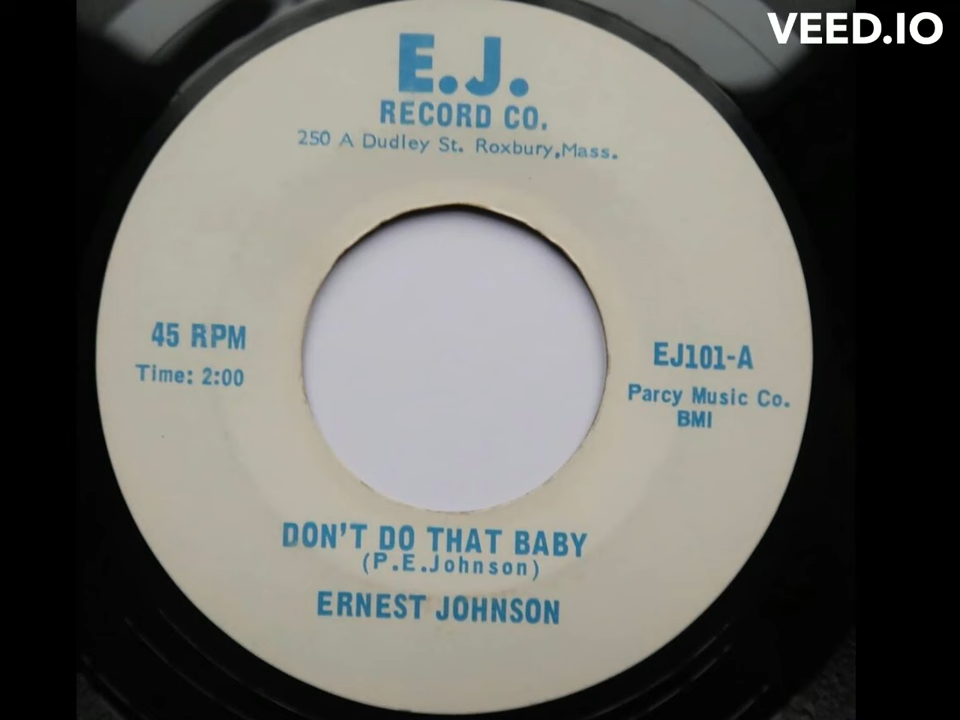 VEED.IO
E.J.
RECORD CO.
250 A Dudley St. Roxbury,Mass.
45 RPM
Time: 2:00
EJ101-A
Parcy Music Co.
BMI
DON'T DO THAT BABY
(P.E.Johnson)
ERNEST JOHNSON